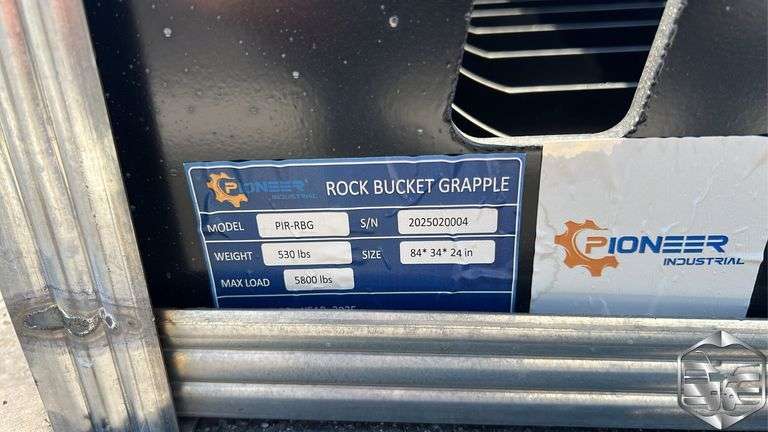 PIONEER
INDUSTRIAL
ROCK BUCKET GRAPPLE
MODEL PIR-RBG S/N 2025020004
WEIGHT 530 lbs SIZE 84* 34* 24 in
MAX LOAD 5800 lbs
PIONEER
INDUSTRIAL